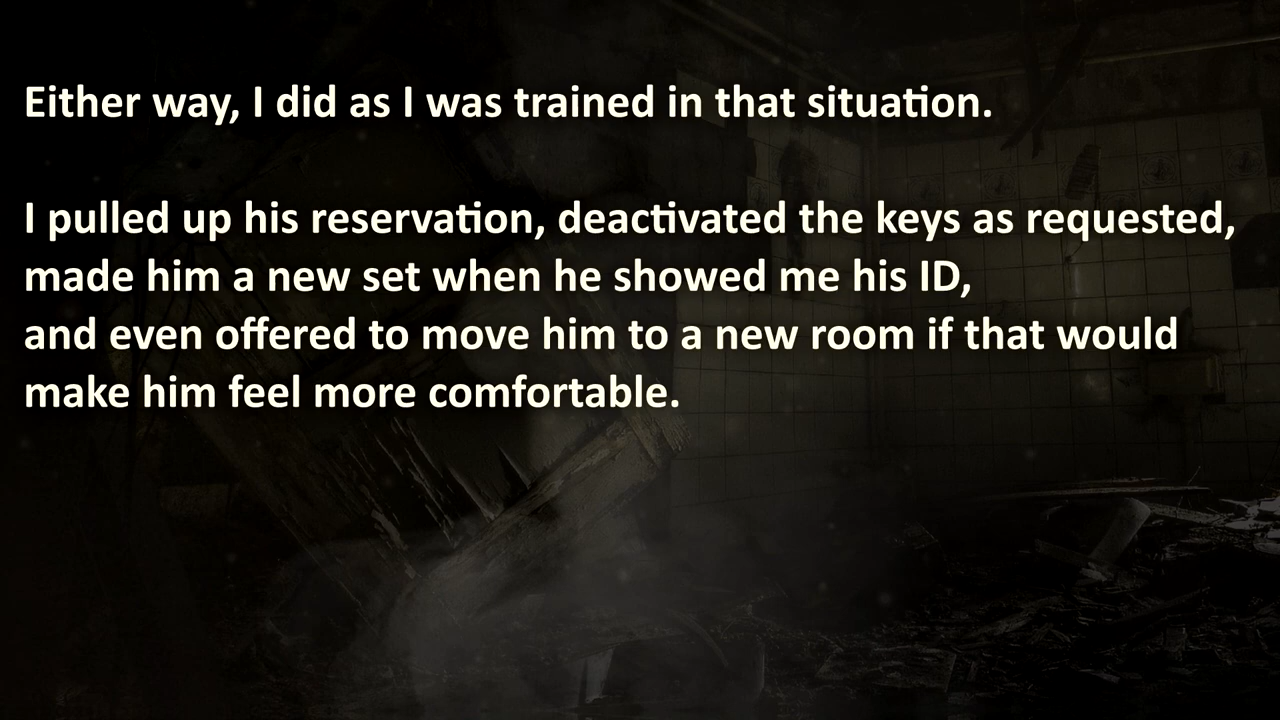 Either way, I did as I was trained in that situation.
I pulled up his reservation, deactivated the keys as requested,
made him a new set when he showed me his ID,
and even offered to move him to a new room if that would
make him feel more comfortable.